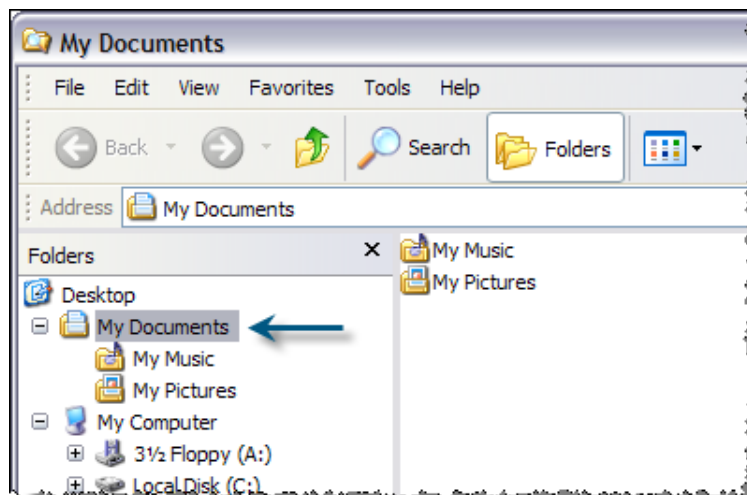 My Documents
File Edit View Favorites Tools Help
Back Search Folders
Address My Documents
Folders
Desktop
My Documents
My Music
My Pictures
My Computer
3½ Floppy (A:)
Local Disk (C:)
My Music
My Pictures